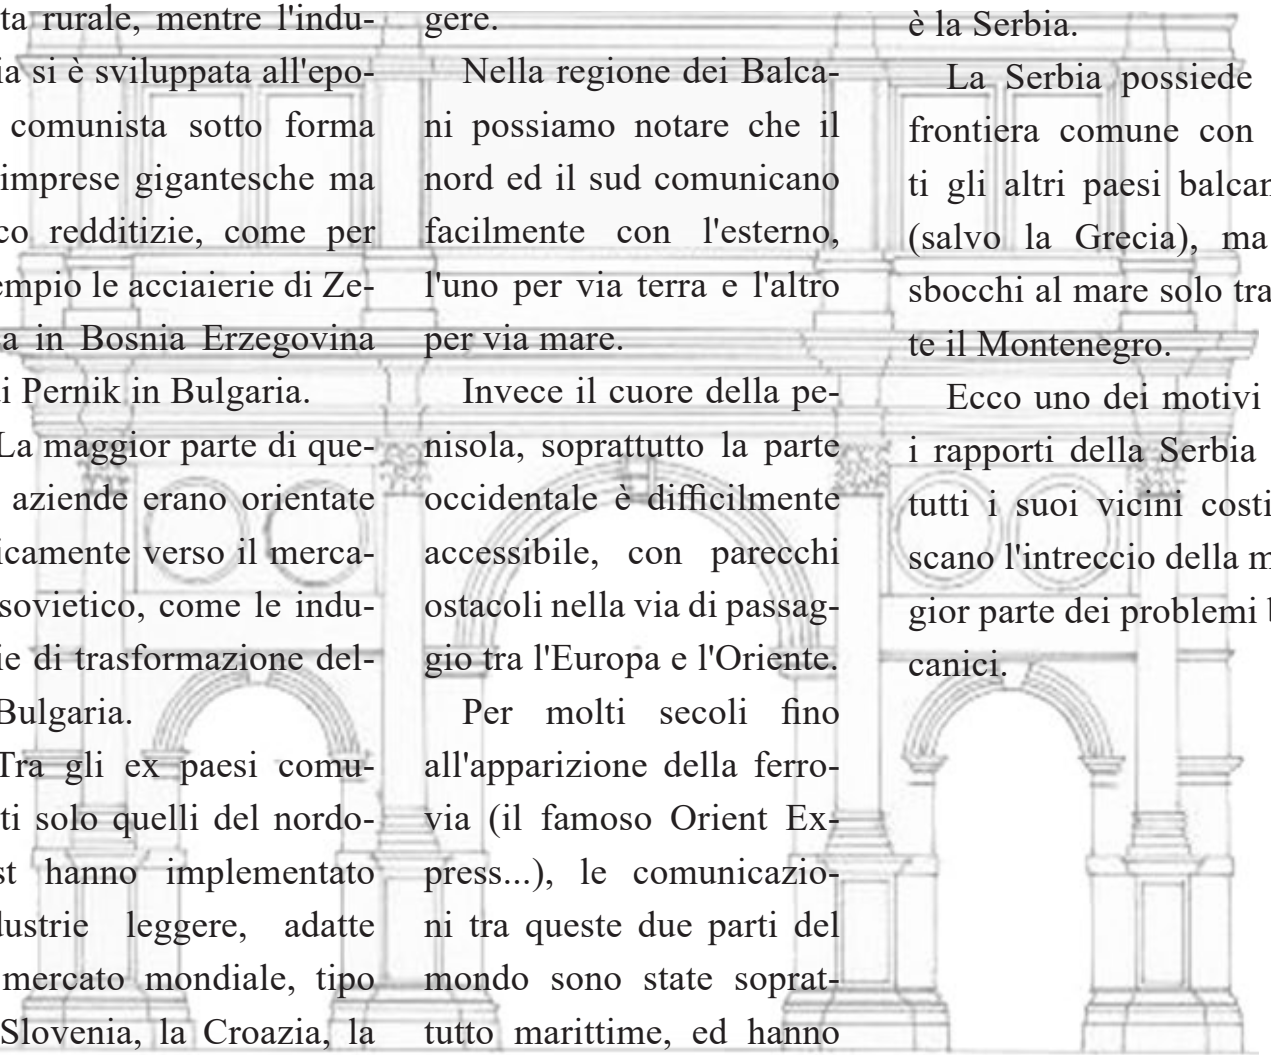 ta rurale, mentre l'indu-
ia si è sviluppata all'epo-
comunista sotto forma
imprese gigantesche ma
co redditizie, come per
empio le acciaierie di Ze-
a in Bosnia Erzegovina
i Pernik in Bulgaria.
La maggior parte di que-
aziende erano orientate
icamente verso il merca-
sovietico, come le indu-
ie di trasformazione del-
Bulgaria.
Tra gli ex paesi comu-
ti solo quelli del nordo-
st hanno implementato
dustrie leggere, adatte
mercato mondiale, tipo
Slovenia, la Croazia, la
gere.
Nella regione dei Balca-
ni possiamo notare che il
nord ed il sud comunicano
facilmente con l'esterno,
l'uno per via terra e l'altro
per via mare.
Invece il cuore della pe-
nisola, soprattutto la parte
occidentale è difficilmente
accessibile, con parecchi
ostacoli nella via di passag-
gio tra l'Europa e l'Oriente.
Per molti secoli fino
all'apparizione della ferro-
via (il famoso Orient Ex-
press...), le comunicazio-
ni tra queste due parti del
mondo sono state soprat-
tutto marittime, ed hanno
è la Serbia.
La Serbia possiede
frontiera comune con
ti gli altri paesi balcan
(salvo la Grecia), ma
sbocchi al mare solo tra
te il Montenegro.
Ecco uno dei motivi
i rapporti della Serbia
tutti i suoi vicini costi
scano l'intreccio della m
gior parte dei problemi b
canici.